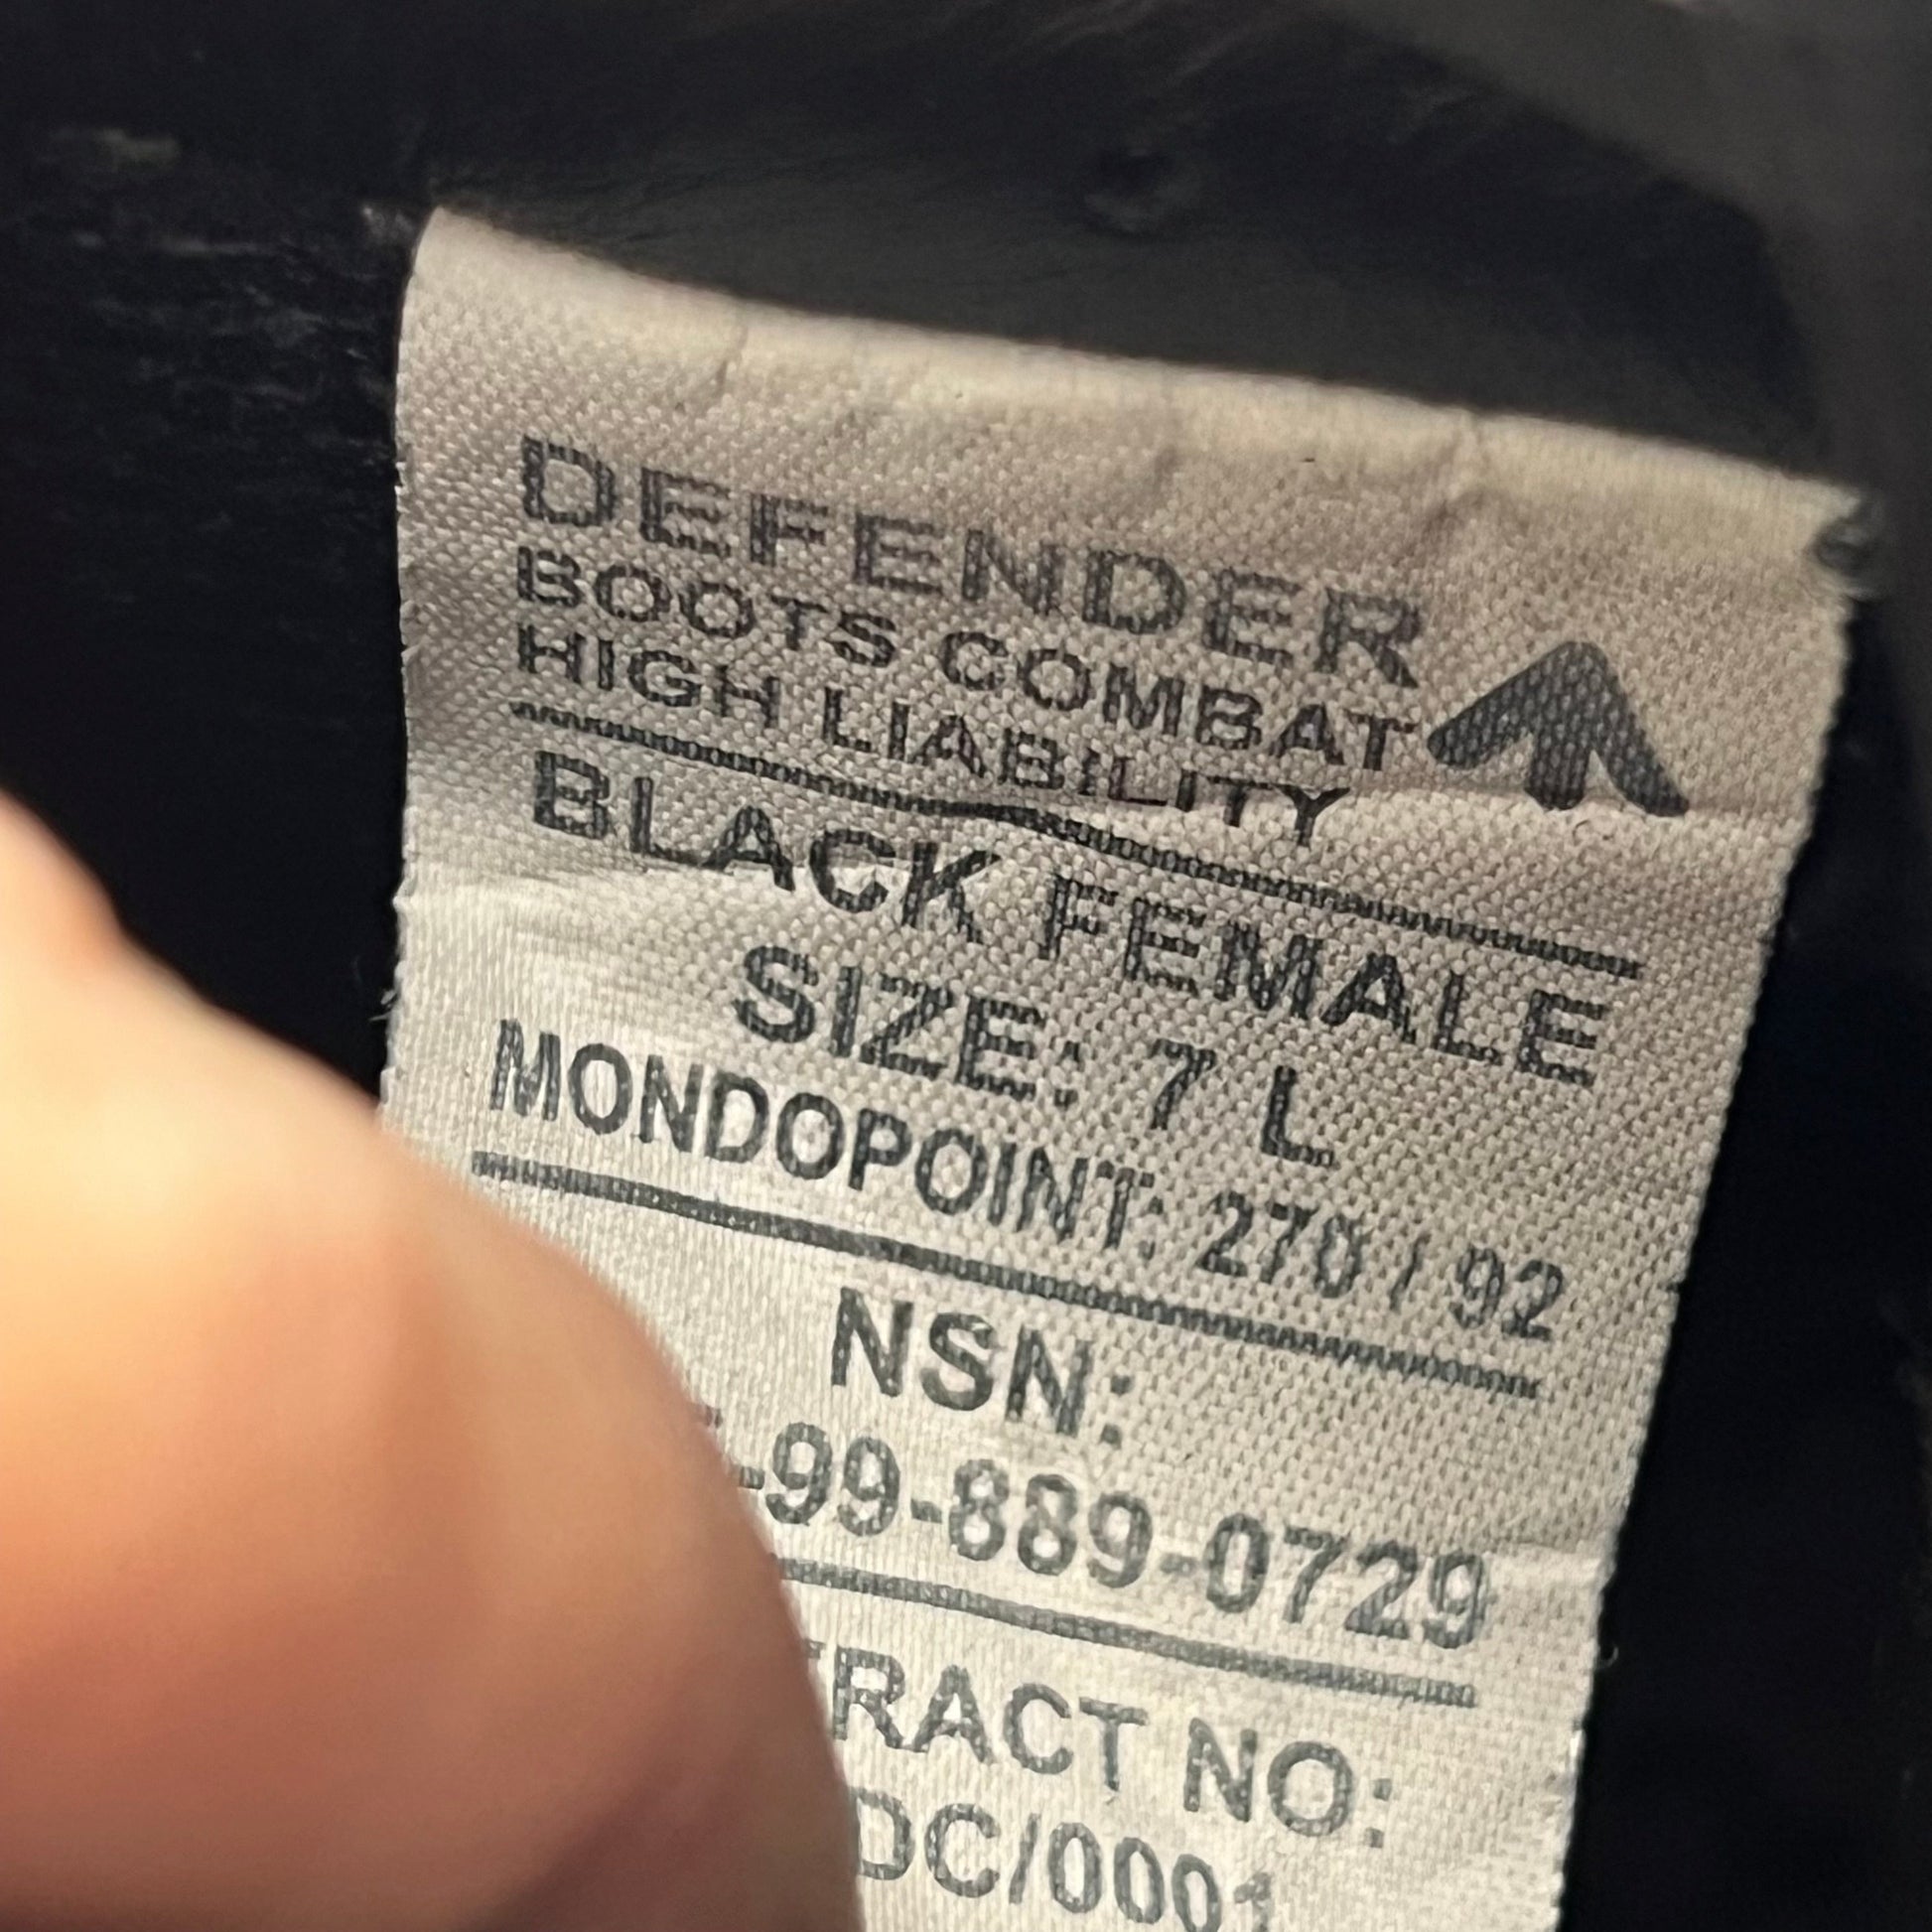 DEFENDER
BOOTS COMBAT
HIGH LIABILITY
BLACK FEMALE
SIZE: 7 L
MONDOPOINT: 270 / 92
NSN:
-99-889-0729
RACT NO:
DC/0001